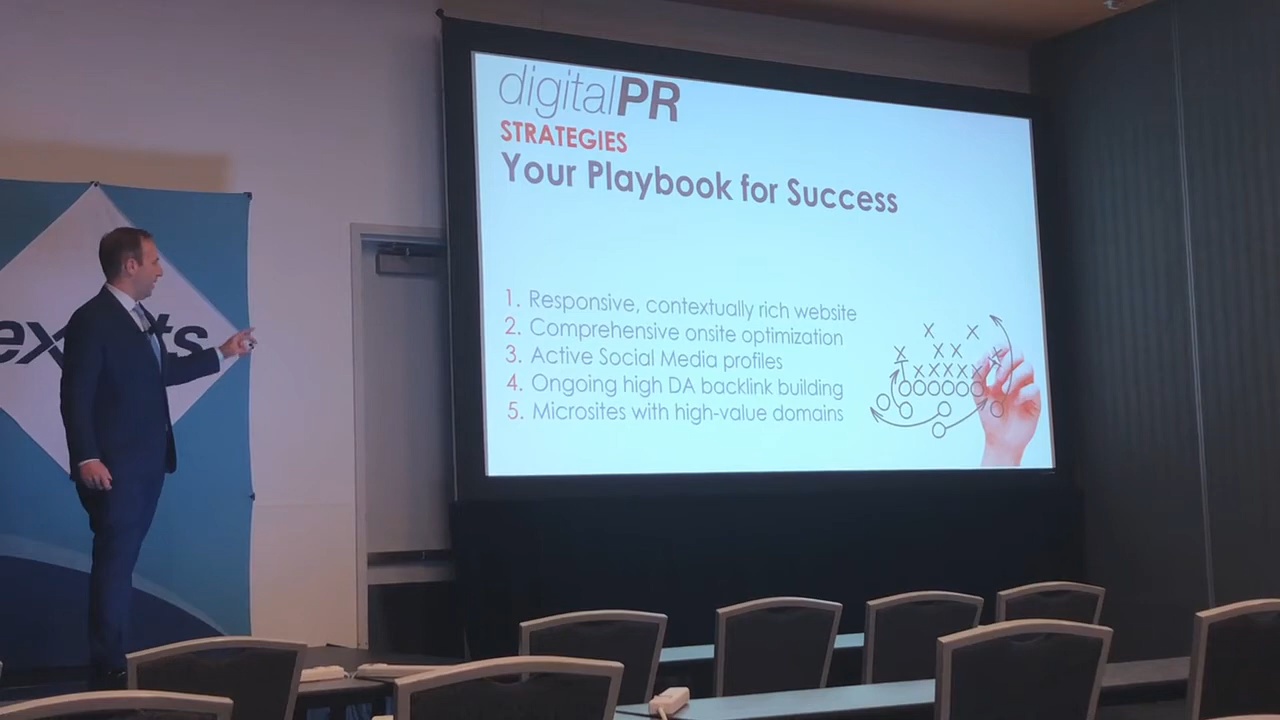 digitalPR
STRATEGIES
Your Playbook for Success
1. Responsive, contextually rich website
2. Comprehensive onsite optimization
3. Active Social Media profiles
4. Ongoing high DA backlink building
5. Microsites with high-value domains